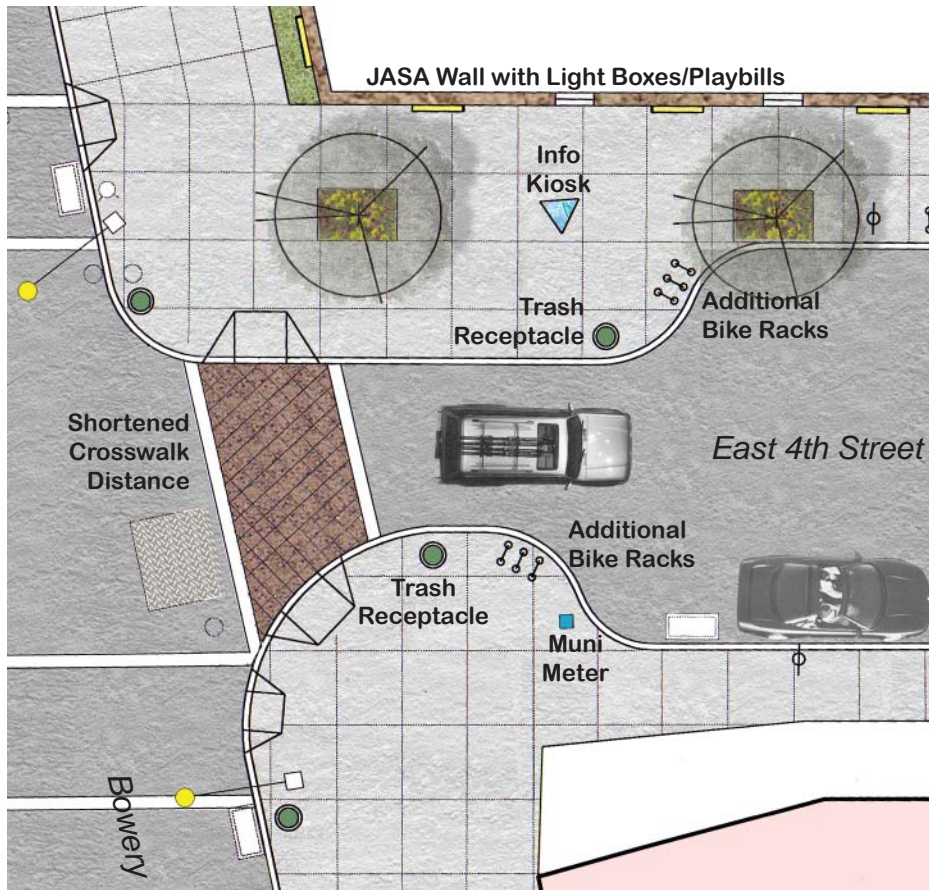 JASA Wall with Light Boxes/Playbills
Info
Kiosk
Trash
Receptacle
Additional
Bike Racks
Shortened
Crosswalk
Distance
East 4th Street
Additional
Bike Racks
Trash
Receptacle
Muni
Meter
Bowery